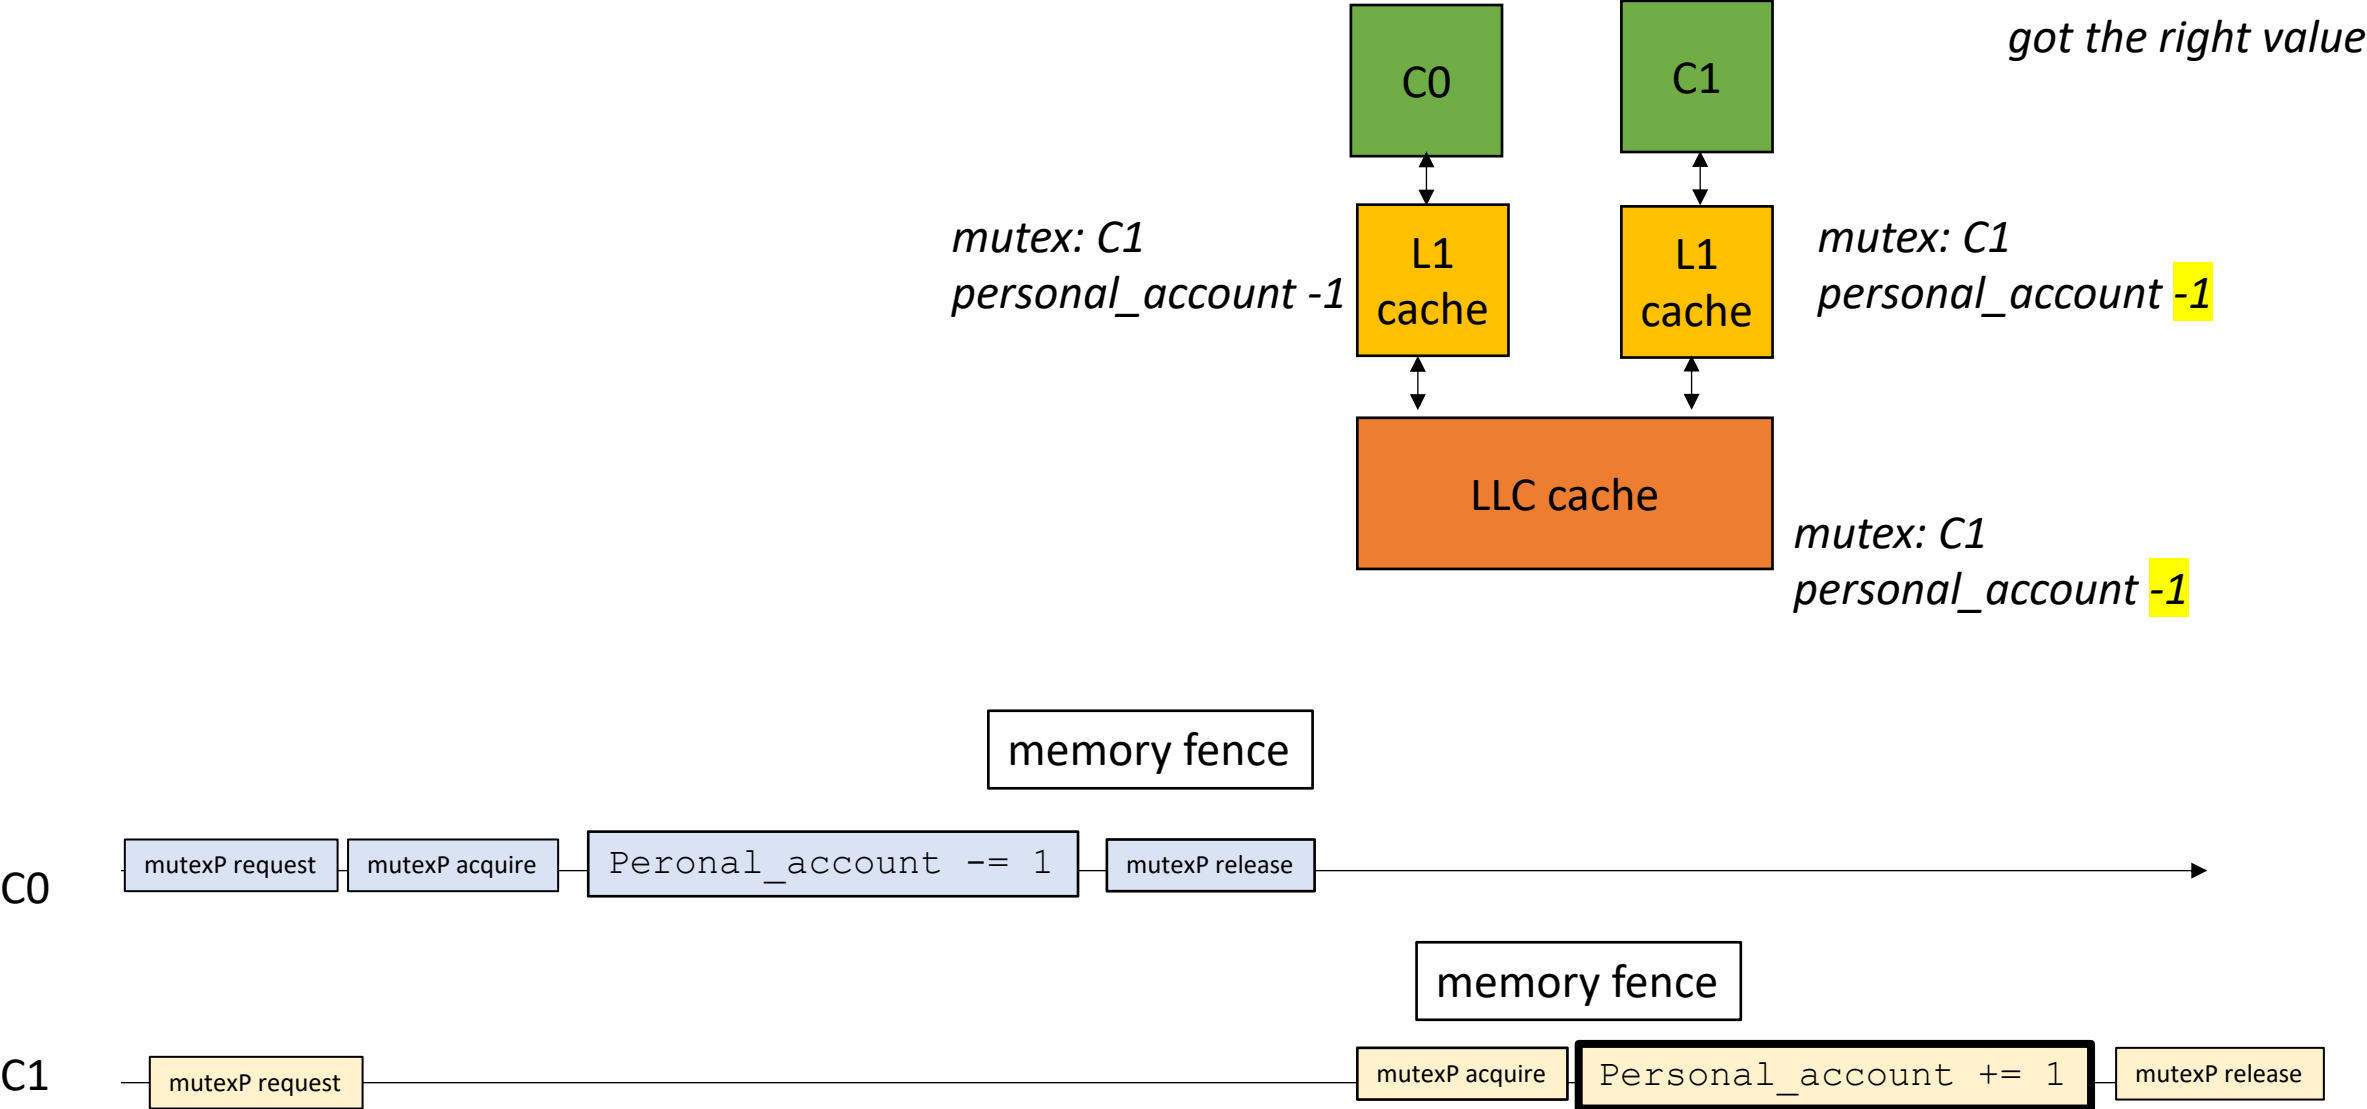 C0
C1
got the right value
mutex: C1
personal_account -1
L1
cache
L1
cache
mutex: C1
personal_account -1
LLC cache
mutex: C1
personal_account -1
memory fence
C0
mutexP request
mutexP acquire
Peronal_account -= 1
mutexP release
memory fence
C1
mutexP request
mutexP acquire
Personal_account += 1
mutexP release